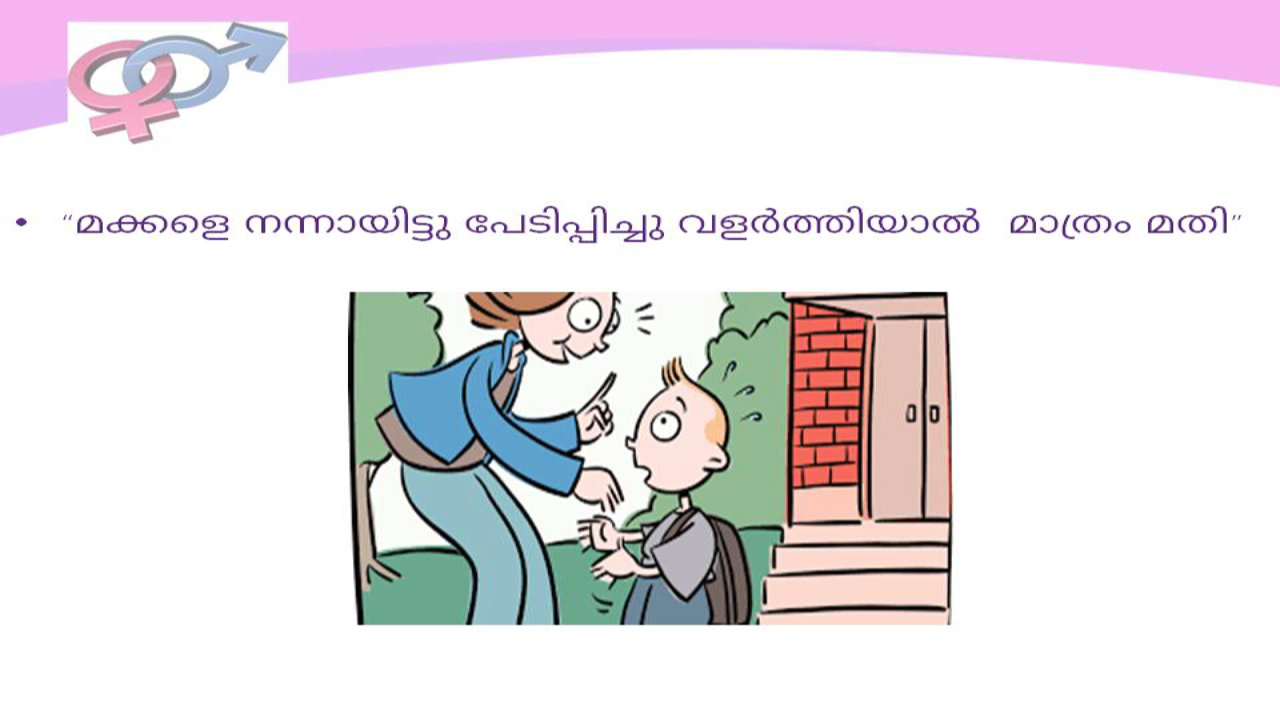 • “മക്കളെ നന്നായിട്ടു പേടിപ്പിച്ചു വളർത്തിയാൽ മാത്രം മതി”